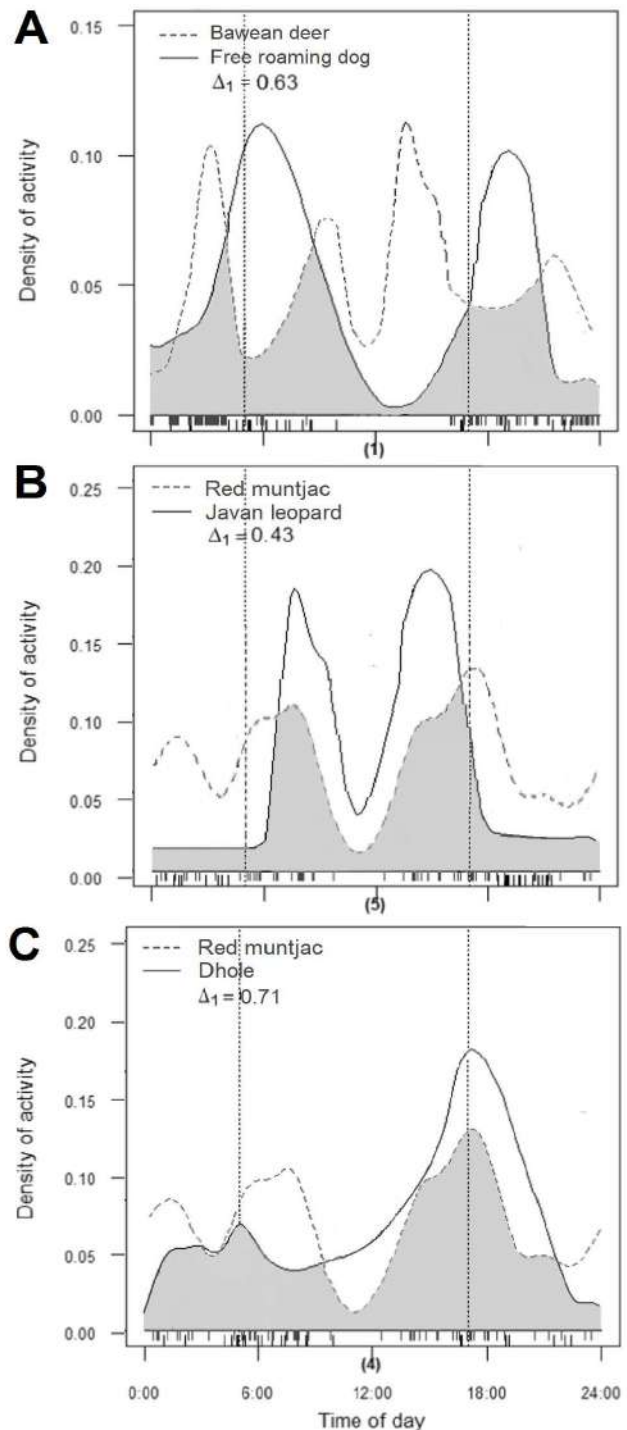 A
Bawean deer
Free roaming dog
Δ1 = 0.63
Density of activity
0.15
0.10
0.05
0.00
(1)
B
Red muntjac
Javan leopard
Δ1 = 0.43
Density of activity
0.25
0.20
0.15
0.10
0.05
0.00
(5)
C
Red muntjac
Dhole
Δ1 = 0.71
Density of activity
0.25
0.20
0.15
0.10
0.05
0.00
(4)
0:00 6:00 12:00 18:00 24:00
Time of day